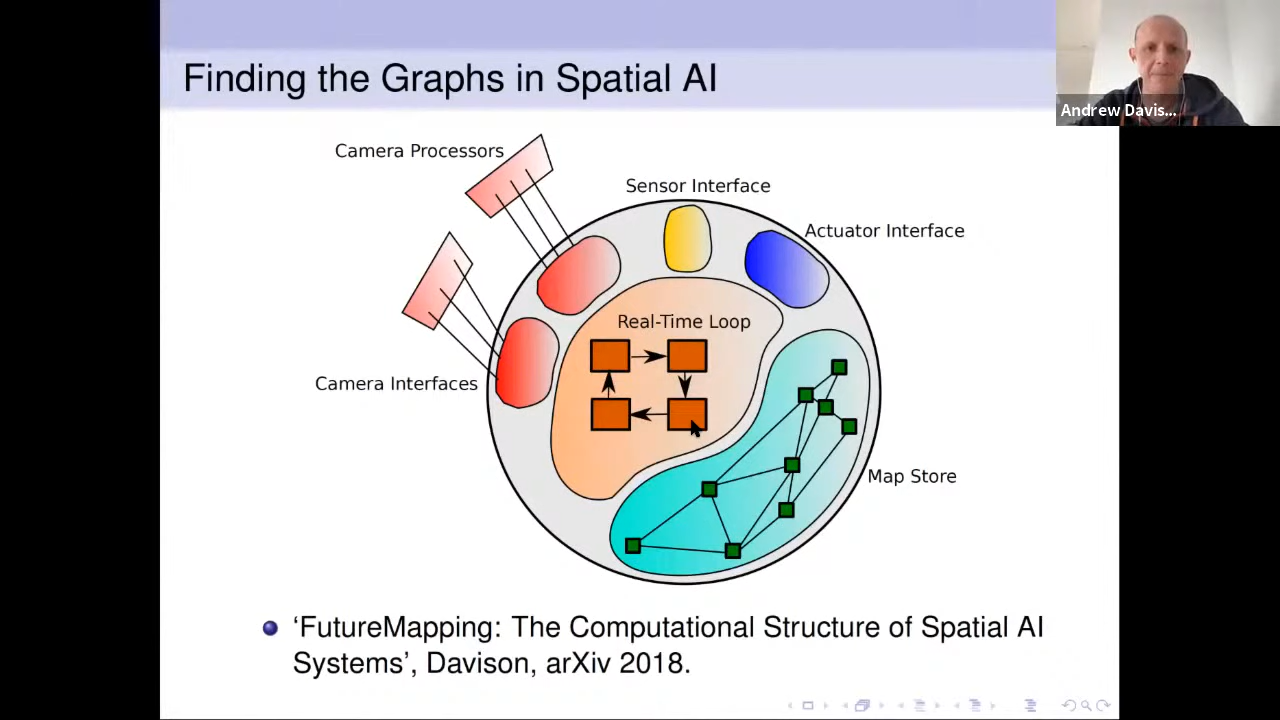 Finding the Graphs in Spatial AI
Andrew Davis...
Camera Processors
Sensor Interface
Actuator Interface
Real-Time Loop
Camera Interfaces
Map Store
‘FutureMapping: The Computational Structure of Spatial AI
Systems’, Davison, arXiv 2018.